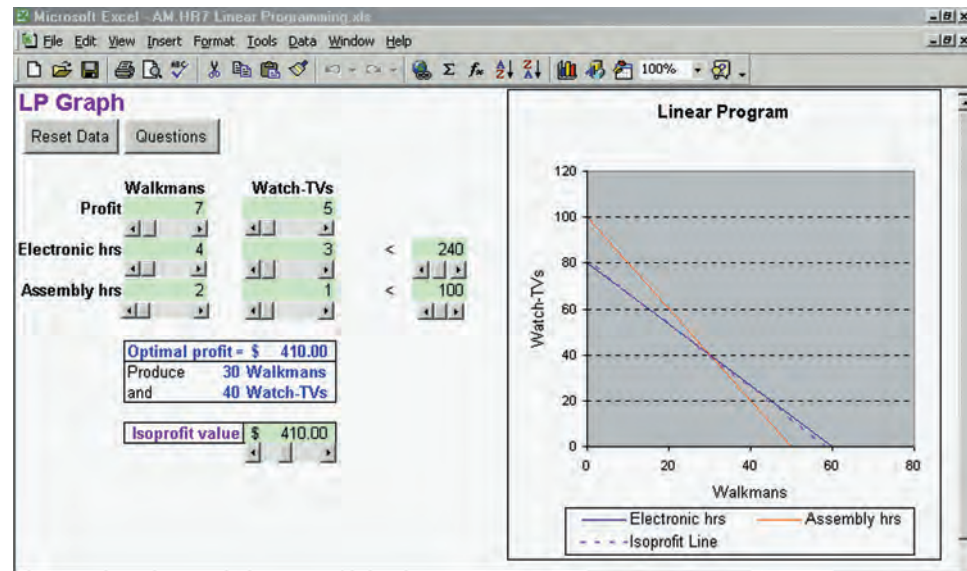 Microsoft Excel - AM.HR7 Linear Programming.xls
File Edit View Insert Format Tools Data Window Help
100%
LP Graph
Reset Data Questions
Walkmans Watch-TVs
Profit 7 5
Electronic hrs 4 3 < 240
Assembly hrs 2 1 < 100
Optimal profit = $ 410.00
Produce 30 Walkmans
and 40 Watch-TVs
Isoprofit value $ 410.00
Linear Program
120
100
80
60
40
20
0
Watch-TVs
0 20 40 60 80
Walkmans
Electronic hrs Assembly hrs
Isoprofit Line